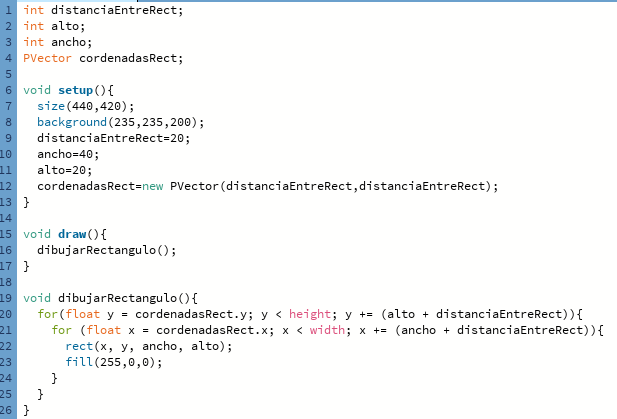 1 int distanciaEntreRect;
2 int alto;
3 int ancho;
4 PVector cordenadasRect;
5
6 void setup(){
7   size(440,420);
8   background(235,235,200);
9   distanciaEntreRect=20;
10   ancho=40;
11   alto=20;
12   cordenadasRect=new PVector(distanciaEntreRect,distanciaEntreRect);
13 }
14
15 void draw(){
16   dibujarRectangulo();
17 }
18
19 void dibujarRectangulo(){
20   for(float y = cordenadasRect.y; y < height; y += (alto + distanciaEntreRect)){
21     for (float x = cordenadasRect.x; x < width; x += (ancho + distanciaEntreRect)){
22       rect(x, y, ancho, alto);
23       fill(255,0,0);
24     }
25   }
26 }